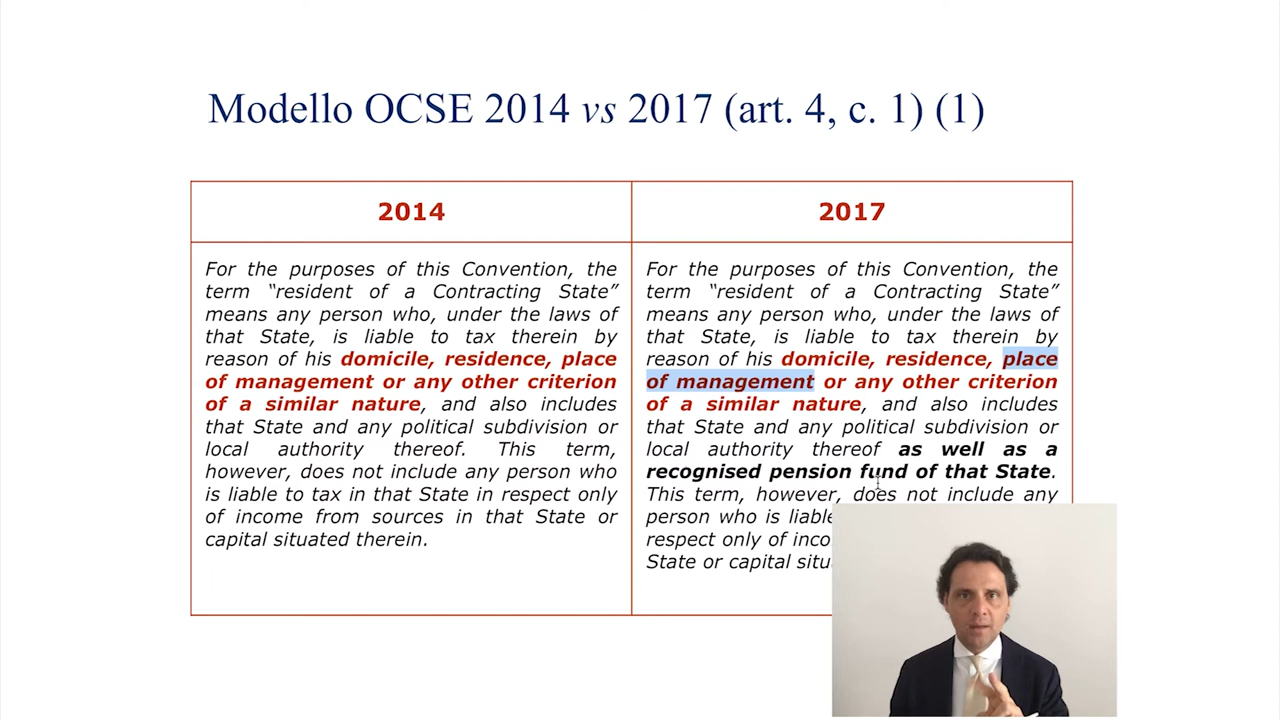 Modello OCSE 2014 vs 2017 (art. 4, c. 1) (1)
2014
For the purposes of this Convention, the
term “resident of a Contracting State”
means any person who, under the laws of
that State, is liable to tax therein by
reason of his domicile, residence, place
of management or any other criterion
of a similar nature, and also includes
that State and any political subdivision or
local authority thereof. This term,
however, does not include any person who
is liable to tax in that State in respect only
of income from sources in that State or
capital situated therein.
2017
For the purposes of this Convention, the
term “resident of a Contracting State”
means any person who, under the laws of
that State, is liable to tax therein by
reason of his domicile, residence, place
of management or any other criterion
of a similar nature, and also includes
that State and any political subdivision or
local authority thereof as well as a
recognised pension fund of that State.
This term, however, does not include any
person who is liable
respect only of
State or capital